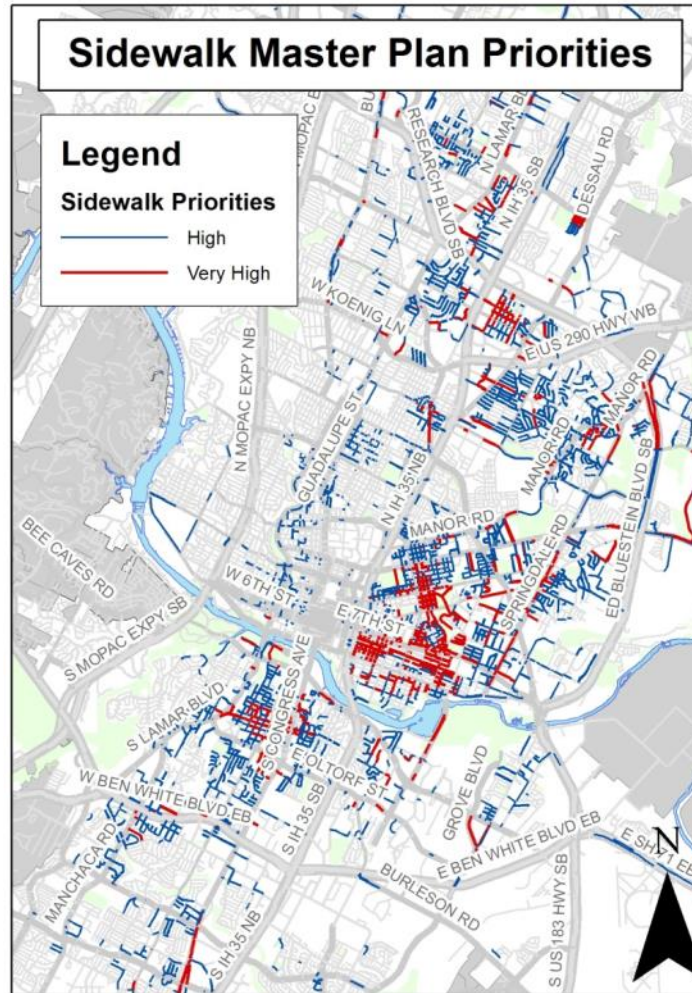 Sidewalk Master Plan Priorities
Legend
Sidewalk Priorities
High
Very High
RESEARCH BLVD SB
N IH 35 SB
DESSAU RD
W KOENIG LN
E US 290 HWY WB
N MOPAC EXPY NB
GUADALUPE ST
MANOR RD
MANOR RD
N IH 35 NB
MANOR RD
BEE CAVES RD
W 6TH ST
E 7TH ST
SPRINGDALE RD
ED BLUESTEIN BLVD SB
S MOPAC EXPY SB
S CONGRESS AVE
S LAMAR BLVD
E OLTORF ST
GROVE BLVD
W BEN WHITE BLVD EB
S IH 35 SB
E BEN WHITE BLVD EB
N
MANCHACA RD
BURLESON RD
S IH 35 NB
S US 183 HWY SB